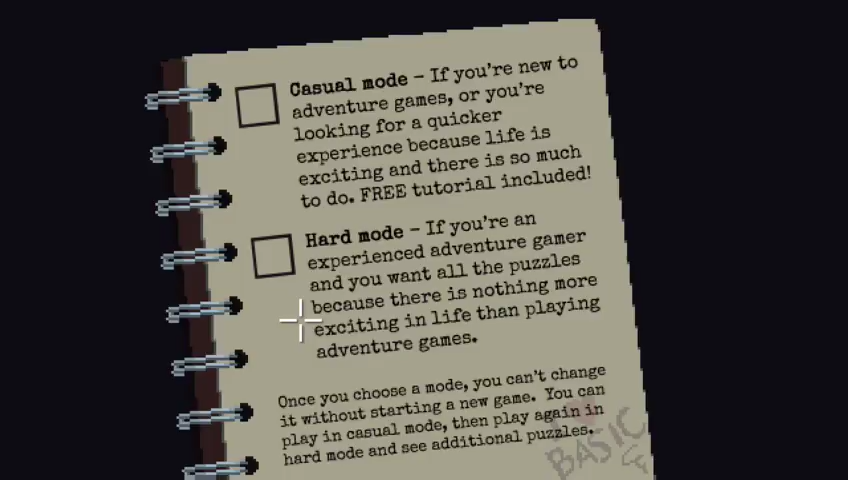 Casual mode – If you're new to
adventure games, or you're
looking for a quicker
experience because life is
exciting and there is so much
to do. FREE tutorial included!
Hard mode – If you're an
experienced adventure gamer
and you want all the puzzles
because there is nothing more
exciting in life than playing
adventure games.
Once you choose a mode, you can't change
it without starting a new game. You can
play in casual mode, then play again in
hard mode and see additional puzzles.
BASIC